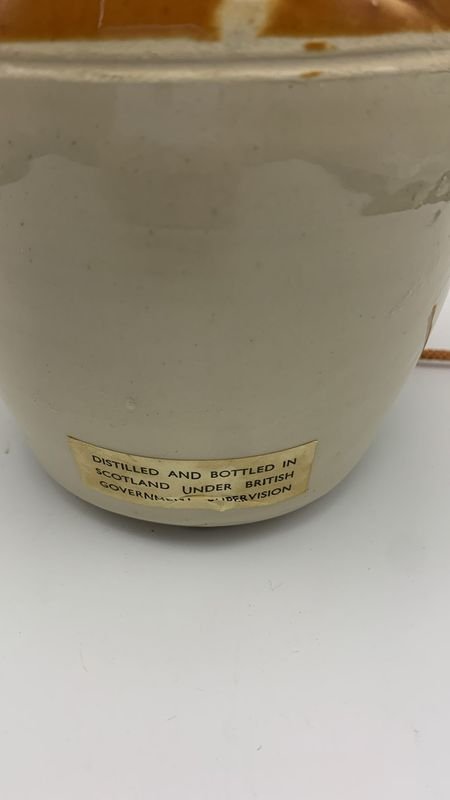 DISTILLED AND BOTTLED IN
SCOTLAND UNDER BRITISH
GOVERNMENT SUPERVISION